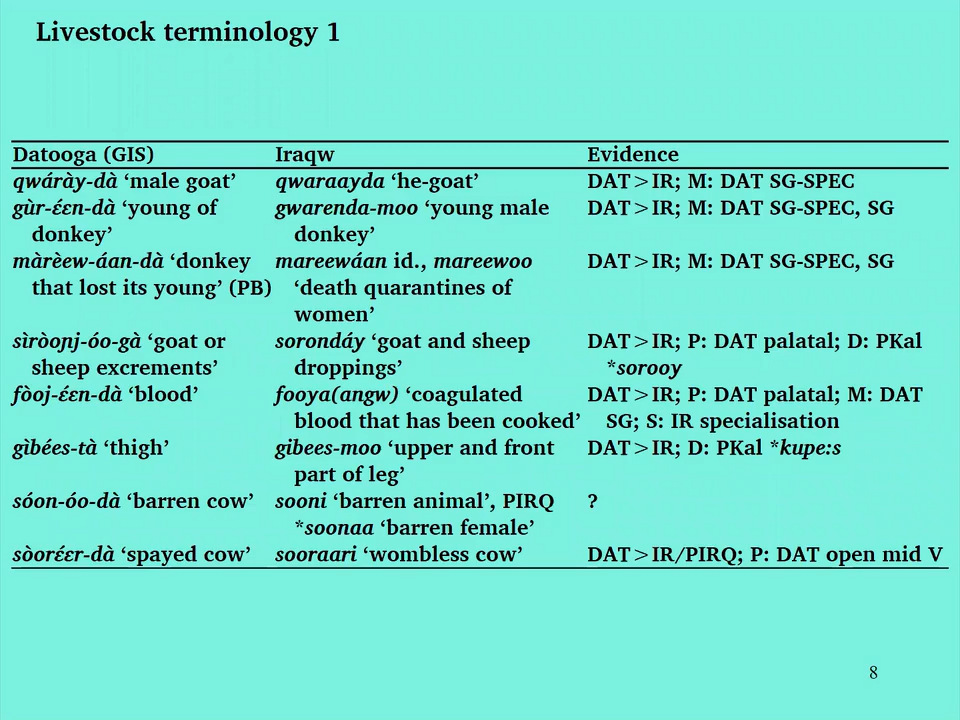 Livestock terminology 1
Datooga (GIS) Iraqw Evidence
qwáráỳ-dà ‘male goat’ qwaraayda ‘he-goat’ DAT>IR; M: DAT SG-SPEC
gùr-έɛn-dà ‘young of gwarenda-moo ‘young male DAT>IR; M: DAT SG-SPEC, SG
donkey’ donkey’
màrèew-áan-dà ‘donkey mareewáan id., mareewoo DAT>IR; M: DAT SG-SPEC, SG
that lost its young’ (PB) ‘death quarantines of
women’
sìròoɲj-óo-gà ‘goat or sorondáy ‘goat and sheep DAT>IR; P: DAT palatal; D: PKal
sheep excrements’ droppings’ *sorooy
fòoj-έɛn-dà ‘blood’ fooya(angw) ‘coagulated DAT>IR; P: DAT palatal; M: DAT
blood that has been cooked’ SG; S: IR specialisation
gìbées-tà ‘thigh’ gibees-moo ‘upper and front DAT>IR; D: PKal *kupe:s
part of leg’
sóon-óo-dà ‘barren cow’ sooni ‘barren animal’, PIRQ ?
*soonaa ‘barren female’
sòorέɛr-dà ‘spayed cow’ sooraari ‘wombless cow’ DAT>IR/PIRQ; P: DAT open mid V
8